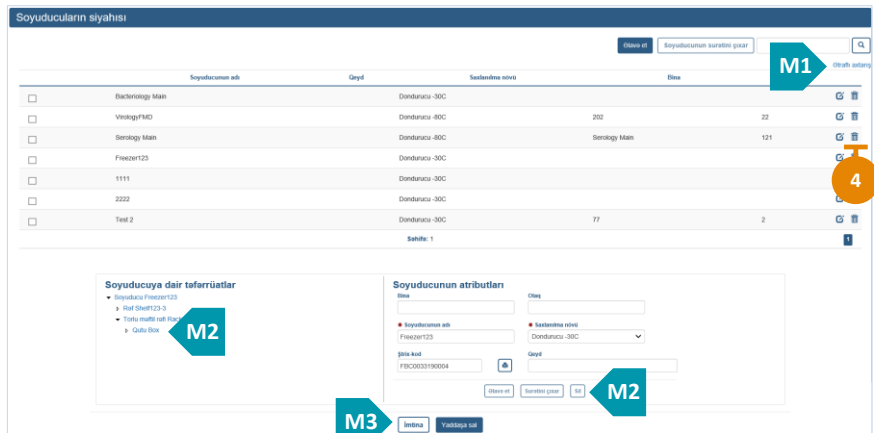 Soyuducuların siyahısı
Əlavə et Soyuducunun surətini çıxar
M1
Ətraflı axtarış
Soyuducunun adı Qeyd Saxlanılma növü Bina
Bacteriology Main Dondurucu -30C
VirologyFMD Dondurucu -80C 202 22
Serology Main Dondurucu -80C Serology Main 121
Freezer123 Dondurucu -30C
1111 Dondurucu -30C
4
2222 Dondurucu -30C
Test 2 Dondurucu -30C 77 2
Səhifə: 1 1
Soyuducuya dair təfərrüatlar
Soyuducu Freezer123
Rəf Shelf123-3
Torlu məftil rəf
Qutu Box
M2
Soyuducunun atributları
Bina Otaq
Soyuducunun adı Saxlanılma növü
Freezer123 Dondurucu -30C
Ştrix-kod Qeyd
FBC0033190004
Əlavə et Surətini çıxar Sil
M2
M3
İmtina Yaddaşa sal